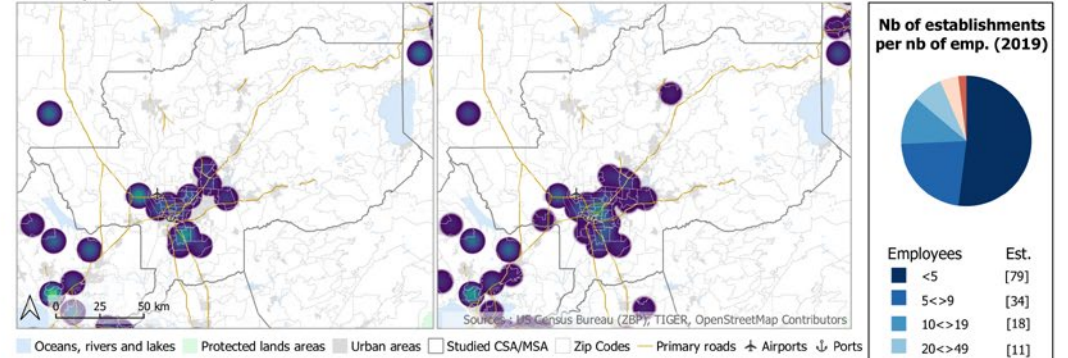 Nb of establishments
per nb of emp. (2019)
0 25 50 km
Sources : US Census Bureau (ZBP), TIGER, OpenStreetMap Contributors
Employees Est.
<5 [79]
5<>9 [34]
10<>19 [18]
20<>49 [11]
Oceans, rivers and lakes Protected lands areas Urban areas Studied CSA/MSA Zip Codes Primary roads Airports Ports